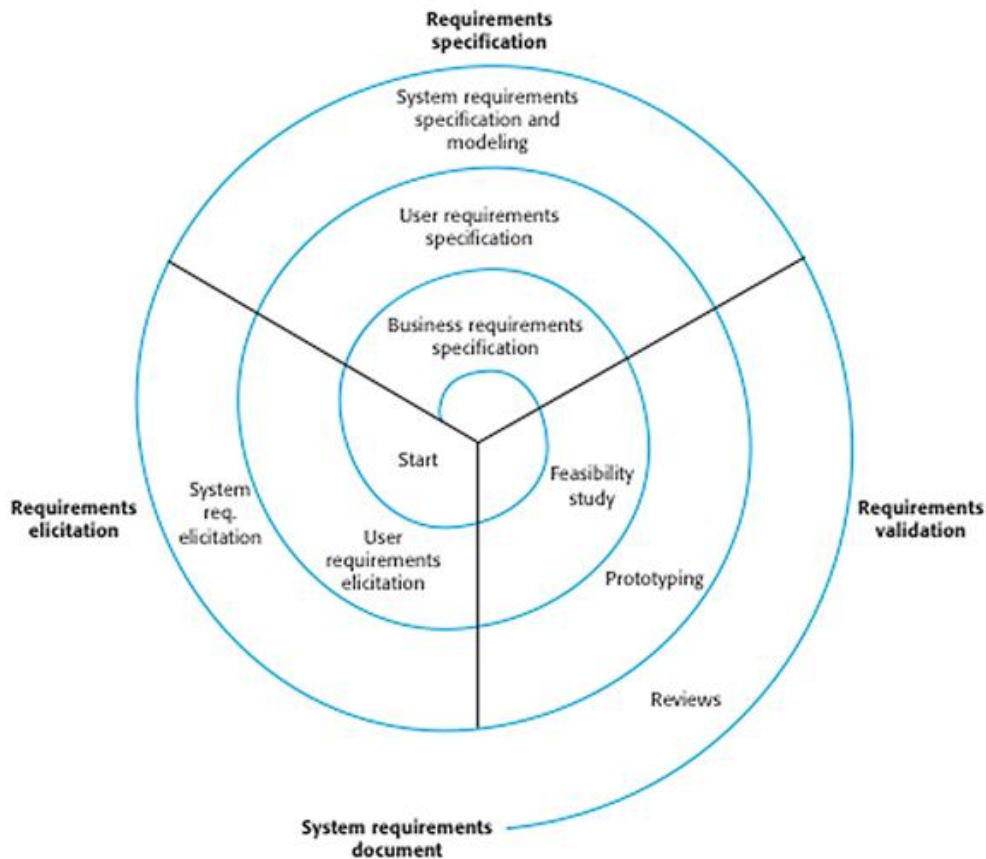 Requirements
specification
System requirements
specification and
modeling
User requirements
specification
Business requirements
specification
Start
Feasibility
study
System
req.
elicitation
User
requirements
elicitation
Requirements
elicitation
Requirements
validation
Prototyping
Reviews
System requirements
document